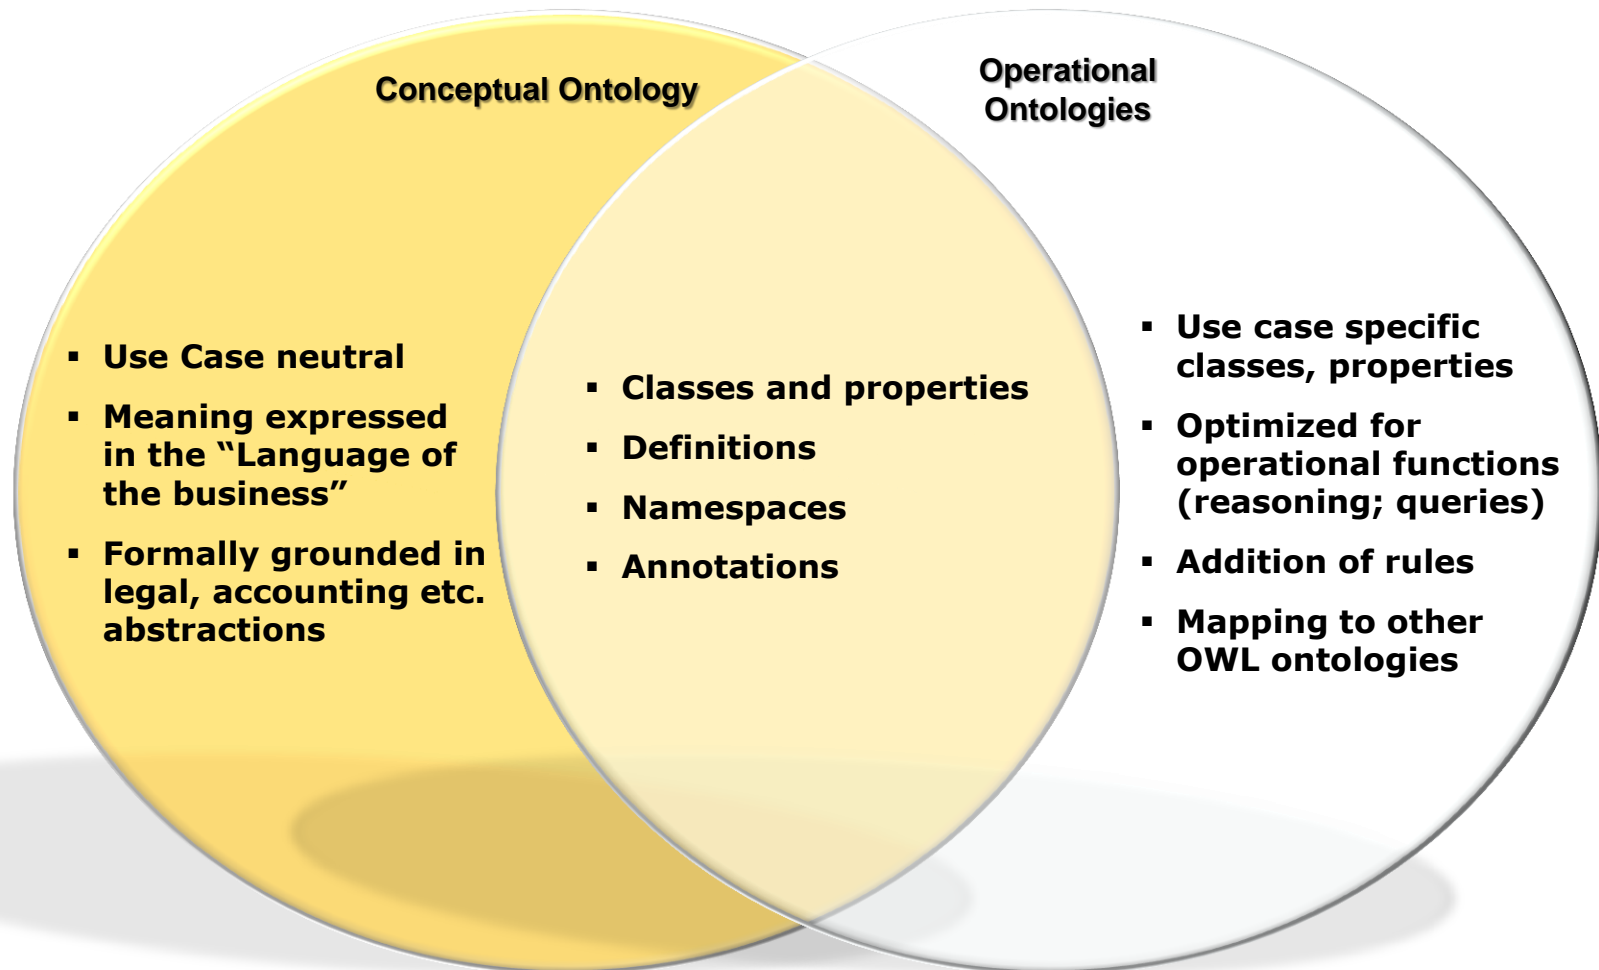 Conceptual Ontology
Operational
Ontologies
▪ Use Case neutral
▪ Meaning expressed
in the “Language of
the business”
▪ Formally grounded in
legal, accounting etc.
abstractions
▪ Classes and properties
▪ Definitions
▪ Namespaces
▪ Annotations
▪ Use case specific
classes, properties
▪ Optimized for
operational functions
(reasoning; queries)
▪ Addition of rules
▪ Mapping to other
OWL ontologies